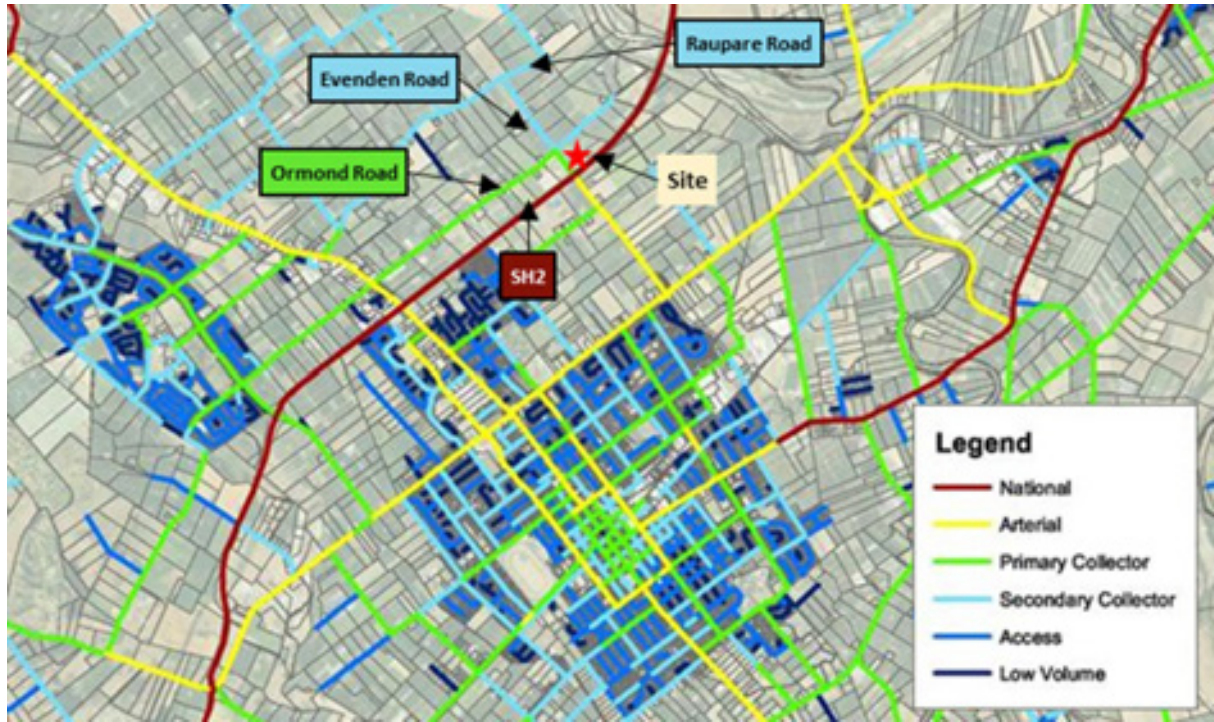 Raupare Road
Evenden Road
Ormond Road
Site
SH2
Legend
National
Arterial
Primary Collector
Secondary Collector
Access
Low Volume